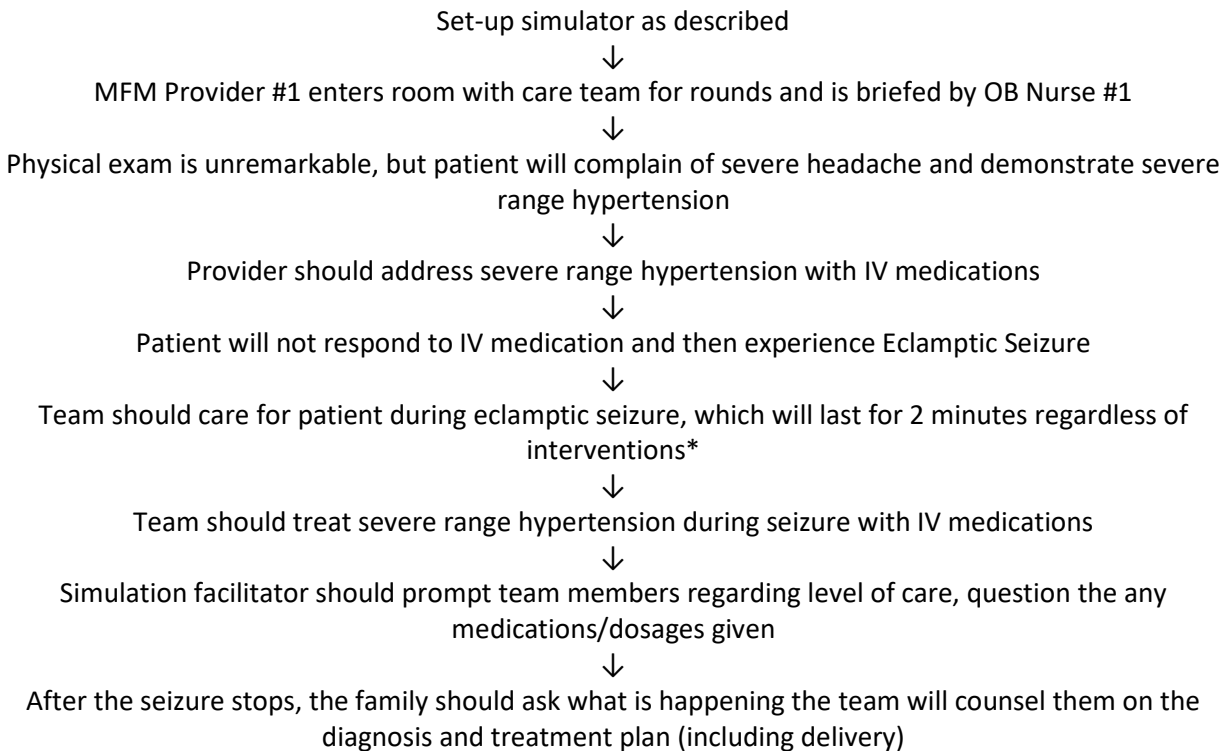 Set-up simulator as described
↓
MFM Provider #1 enters room with care team for rounds and is briefed by OB Nurse #1
↓
Physical exam is unremarkable, but patient will complain of severe headache and demonstrate severe
range hypertension
↓
Provider should address severe range hypertension with IV medications
↓
Patient will not respond to IV medication and then experience Eclamptic Seizure
↓
Team should care for patient during eclamptic seizure, which will last for 2 minutes regardless of
interventions*
↓
Team should treat severe range hypertension during seizure with IV medications
↓
Simulation facilitator should prompt team members regarding level of care, question the any
medications/dosages given
↓
After the seizure stops, the family should ask what is happening the team will counsel them on the
diagnosis and treatment plan (including delivery)